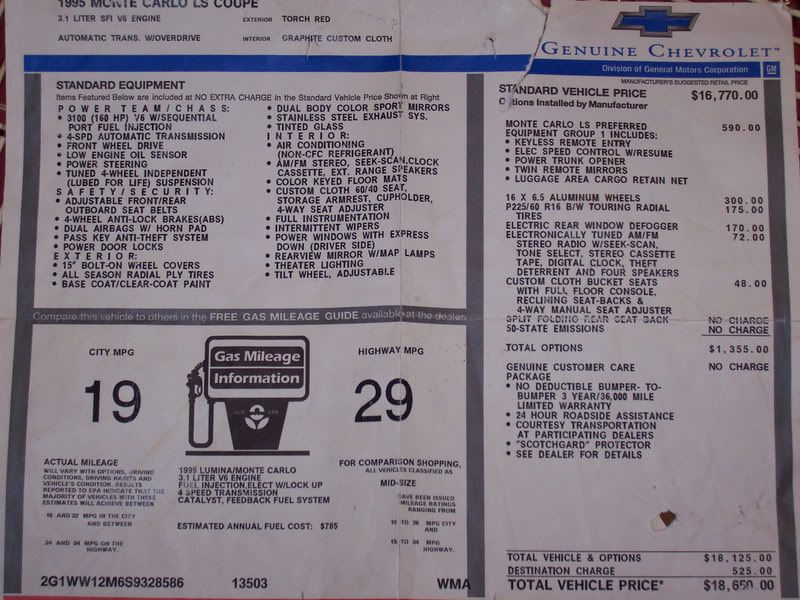 1995 MONTE CARLO LS COUPE
3.1 LITER SFI V6 ENGINE
EXTERIOR TORCH RED
AUTOMATIC TRANS. W/OVERDRIVE
INTERIOR GRAPHITE CUSTOM CLOTH
GENUINE CHEVROLET™
Division of General Motors Corporation
GM
STANDARD EQUIPMENT
Items Featured Below are included at NO EXTRA CHARGE in the Standard Vehicle Price Shown at Right
POWER TEAM/CHASS:
• 3100 (160 HP) V6 W/SEQUENTIAL
PORT FUEL INJECTION
• 4-SPD AUTOMATIC TRANSMISSION
• FRONT WHEEL DRIVE
• LOW ENGINE OIL SENSOR
• POWER STEERING
• TUNED 4-WHEEL INDEPENDENT
(LUBED FOR LIFE) SUSPENSION
SAFETY/SECURITY:
• ADJUSTABLE FRONT/REAR
OUTBOARD SEAT BELTS
• 4-WHEEL ANTI-LOCK BRAKES(ABS)
• DUAL AIRBAGS W/ HORN PAD
• PASS KEY ANTI-THEFT SYSTEM
• POWER DOOR LOCKS
EXTERIOR:
• 15" BOLT-ON WHEEL COVERS
• ALL SEASON RADIAL PLY TIRES
• BASE COAT/CLEAR-COAT PAINT
• DUAL BODY COLOR SPORT MIRRORS
• STAINLESS STEEL EXHAUST SYS.
• TINTED GLASS
INTERIOR:
• AIR CONDITIONING
(NON-CFC REFRIGERANT)
• AM/FM STEREO, SEEK-SCAN,CLOCK
CASSETTE, EXT. RANGE SPEAKERS
• COLOR KEYED FLOOR MATS
• CUSTOM CLOTH 60/40 SEAT,
STORAGE ARMREST, CUPHOLDER,
4-WAY SEAT ADJUSTER
• FULL INSTRUMENTATION
• INTERMITTENT WIPERS
• POWER WINDOWS WITH EXPRESS
DOWN (DRIVER SIDE)
• REARVIEW MIRROR W/MAP LAMPS
• THEATER LIGHTING
• TILT WHEEL, ADJUSTABLE
Compare this vehicle to others in the FREE GAS MILEAGE GUIDE available at the dealer.
CITY MPG
19
Gas Mileage
Information
DOE EPA
HIGHWAY MPG
29
ACTUAL MILEAGE
WILL VARY WITH OPTIONS, DRIVING
CONDITIONS, DRIVING HABITS AND
VEHICLE'S CONDITION. RESULTS
REPORTED TO EPA INDICATE THAT THE
MAJORITY OF VEHICLES WITH THESE
ESTIMATES WILL ACHIEVE BETWEEN
16 AND 22 MPG IN THE CITY
AND BETWEEN
24 AND 34 MPG ON THE
HIGHWAY.
1995 LUMINA/MONTE CARLO
3.1 LITER V6 ENGINE
FUEL INJECTION,ELECT W/LOCK UP
4 SPEED TRANSMISSION
CATALYST, FEEDBACK FUEL SYSTEM
ESTIMATED ANNUAL FUEL COST: $785
FOR COMPARISON SHOPPING,
ALL VEHICLES CLASSIFIED AS
MID-SIZE
HAVE BEEN ISSUED
MILEAGE RATINGS
RANGING FROM
MPG CITY
AND
MPG
HIGHWAY.
2G1WW12M6S9328586 13503 WMA
MANUFACTURER'S SUGGESTED RETAIL PRICE
STANDARD VEHICLE PRICE $16,770.00
Options Installed by Manufacturer
MONTE CARLO LS PREFERRED 590.00
EQUIPMENT GROUP 1 INCLUDES:
• KEYLESS REMOTE ENTRY
• ELEC SPEED CONTROL W/RESUME
• POWER TRUNK OPENER
• TWIN REMOTE MIRRORS
• LUGGAGE AREA CARGO RETAIN NET
16 X 6.5 ALUMINUM WHEELS 300.00
P225/60 R16 B/W TOURING RADIAL 175.00
TIRES
ELECTRIC REAR WINDOW DEFOGGER 170.00
ELECTRONICALLY TUNED AM/FM 72.00
STEREO RADIO W/SEEK-SCAN,
TONE SELECT, STEREO CASSETTE
TAPE, DIGITAL CLOCK, THEFT
DETERRENT AND FOUR SPEAKERS
CUSTOM CLOTH BUCKET SEATS 48.00
WITH FULL FLOOR CONSOLE,
RECLINING SEAT-BACKS &
4-WAY MANUAL SEAT ADJUSTER
SPLIT FOLDING REAR SEAT BACK NO CHARGE
50-STATE EMISSIONS NO CHARGE
TOTAL OPTIONS $1,355.00
GENUINE CUSTOMER CARE NO CHARGE
PACKAGE
• NO DEDUCTIBLE BUMPER- TO-
BUMPER 3 YEAR/36,000 MILE
LIMITED WARRANTY
• 24 HOUR ROADSIDE ASSISTANCE
• COURTESY TRANSPORTATION
AT PARTICIPATING DEALERS
• "SCOTCHGARD" PROTECTOR
• SEE DEALER FOR DETAILS
TOTAL VEHICLE & OPTIONS $18,125.00
DESTINATION CHARGE 525.00
TOTAL VEHICLE PRICE* $18,650.00